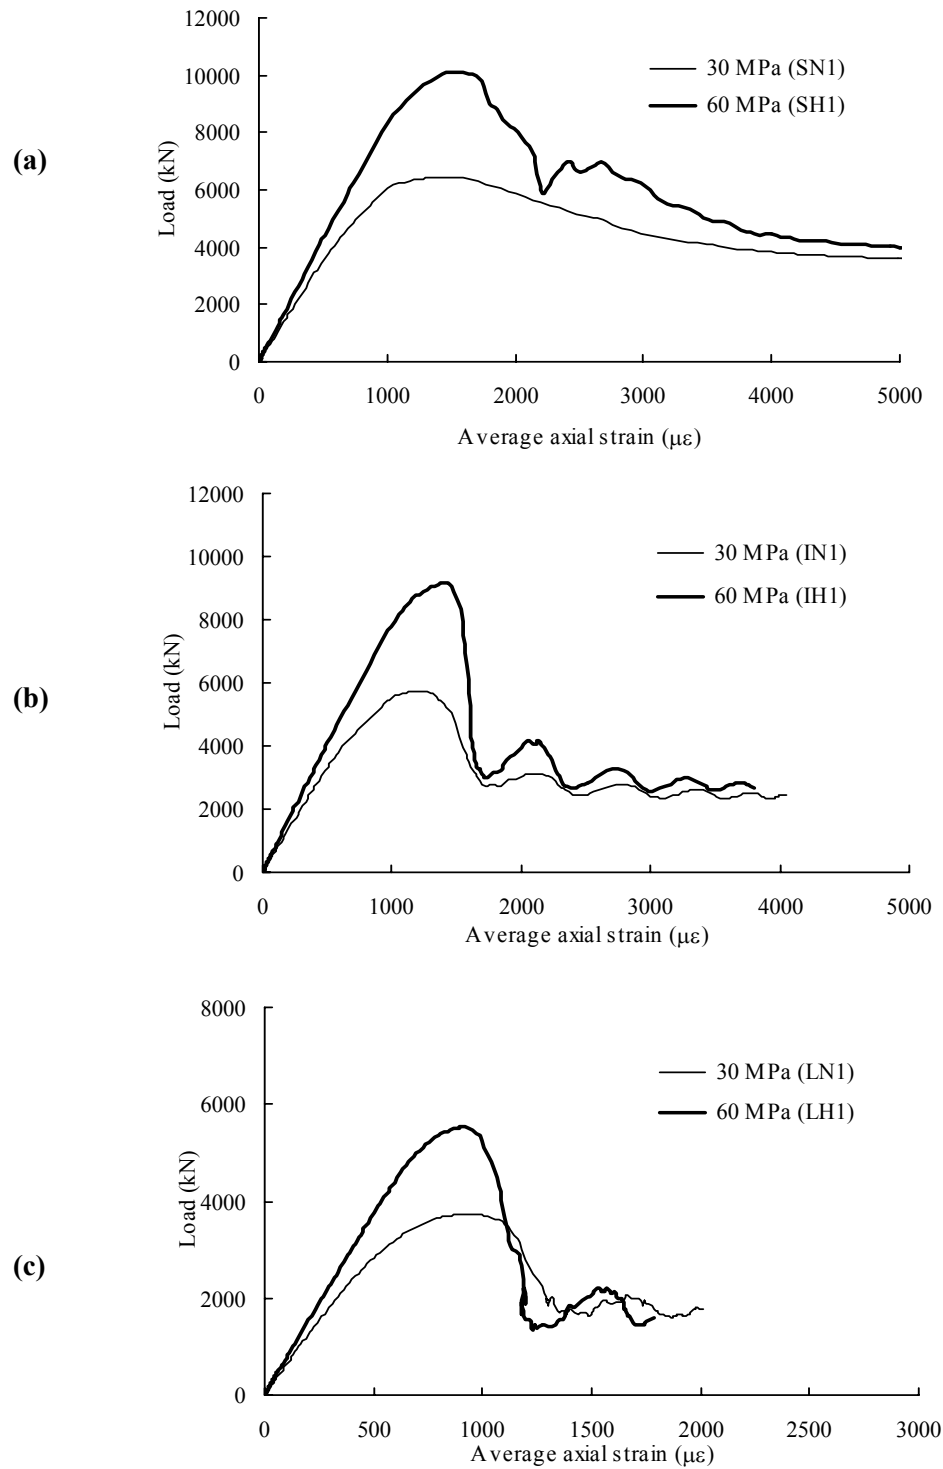 (a)
Load (kN)
12000
10000
8000
6000
4000
2000
0
30 MPa (SN1)
60 MPa (SH1)
0 1000 2000 3000 4000 5000
Average axial strain (με)
(b)
Load (kN)
12000
10000
8000
6000
4000
2000
0
30 MPa (IN1)
60 MPa (IH1)
0 1000 2000 3000 4000 5000
Average axial strain (με)
(c)
Load (kN)
8000
6000
4000
2000
0
30 MPa (LN1)
60 MPa (LH1)
0 500 1000 1500 2000 2500 3000
Average axial strain (με)